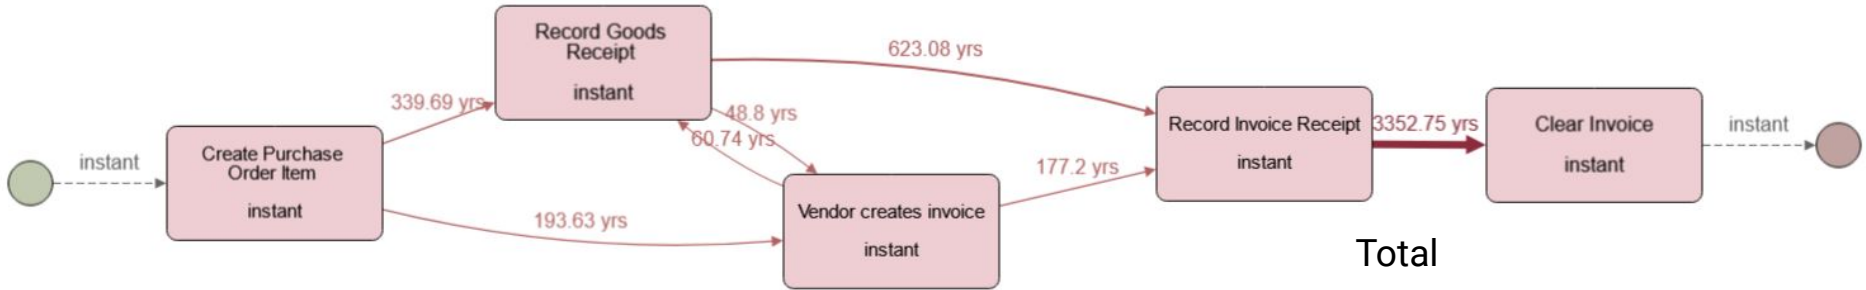 instant
Create Purchase
Order Item
instant
339.69 yrs
193.63 yrs
Record Goods
Receipt
instant
48.8 yrs
60.74 yrs
623.08 yrs
Vendor creates invoice
instant
177.2 yrs
Record Invoice Receipt
instant
3352.75 yrs
Clear Invoice
instant
instant
Total